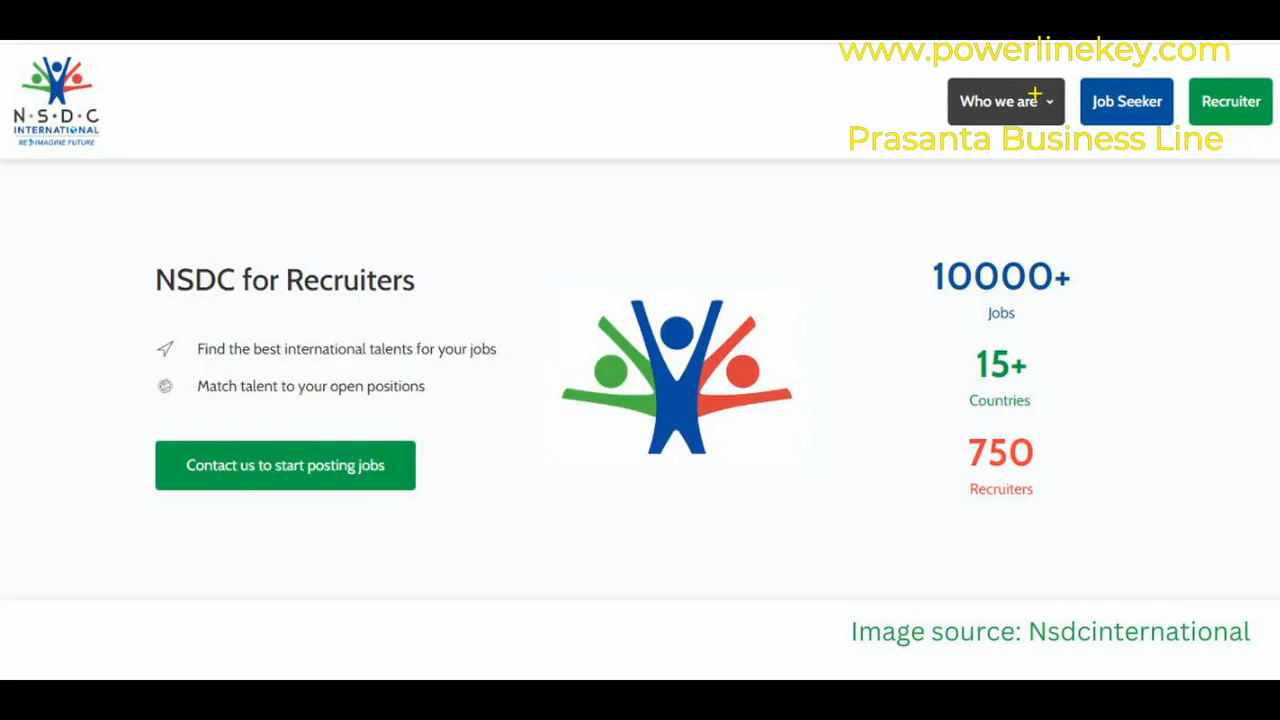 www.powerlinekey.com
N·S·D·C
INTERNATIONAL
RE-IMAGINE FUTURE
Who we are
Job Seeker
Recruiter
Prasanta Business Line
NSDC for Recruiters
Find the best international talents for your jobs
Match talent to your open positions
Contact us to start posting jobs
10000+
Jobs
15+
Countries
750
Recruiters
Image source: Nsdcinternational